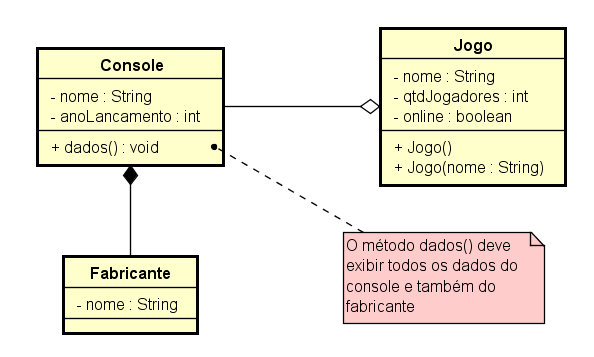 Console
- nome : String
- anoLancamento : int
+ dados() : void
Jogo
- nome : String
- qtdJogadores : int
- online : boolean
+ Jogo()
+ Jogo(nome : String)
Fabricante
- nome : String
O método dados() deve
exibir todos os dados do
console e também do
fabricante